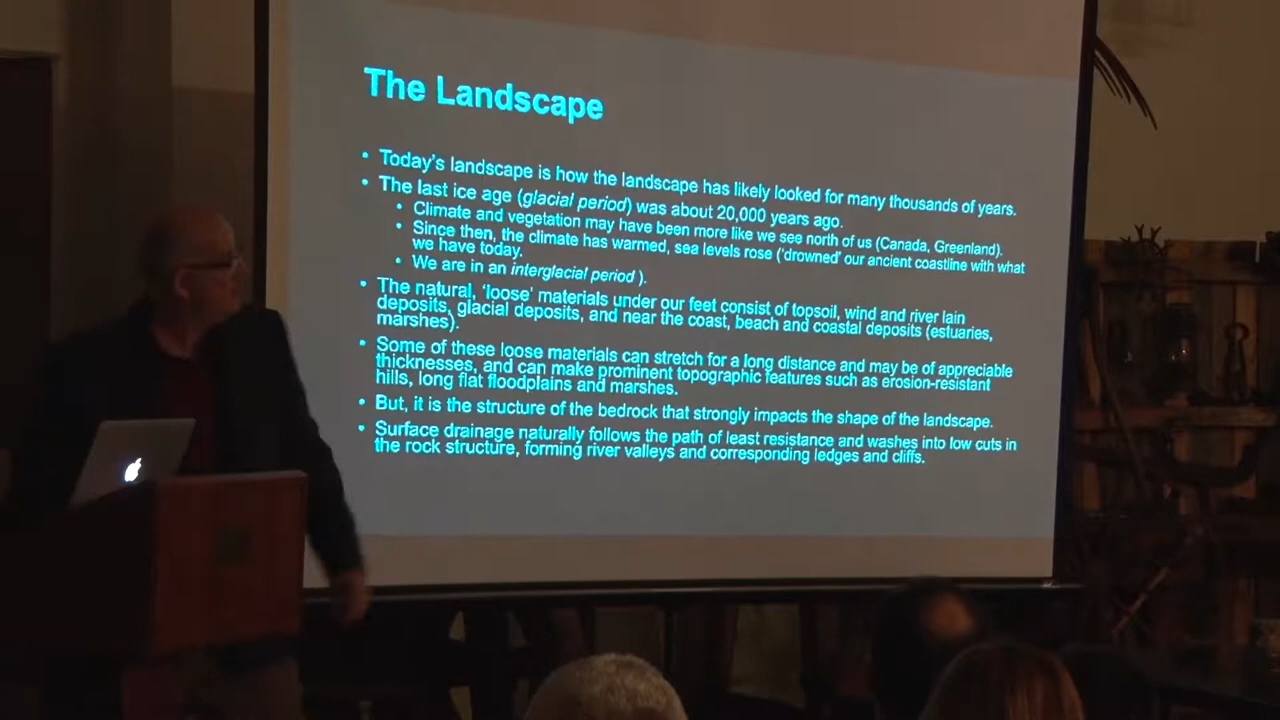 The Landscape
• Today's landscape is how the landscape has likely looked for many thousands of years.
• The last ice age (glacial period) was about 20,000 years ago.
• Climate and vegetation may have been more like we see north of us (Canada, Greenland).
• Since then, the climate has warmed, sea levels rose ('drowned' our ancient coastline with what
we have today.
• We are in an interglacial period ).
• The natural, 'loose' materials under our feet consist of topsoil, wind and river lain
deposits, glacial deposits, and near the coast, beach and coastal deposits (estuaries,
marshes).
• Some of these loose materials can stretch for a long distance and may be of appreciable
thicknesses, and can make prominent topographic features such as erosion-resistant
hills, long flat floodplains and marshes.
• But, it is the structure of the bedrock that strongly impacts the shape of the landscape.
• Surface drainage naturally follows the path of least resistance and washes into low cuts in
the rock structure, forming river valleys and corresponding ledges and cliffs.